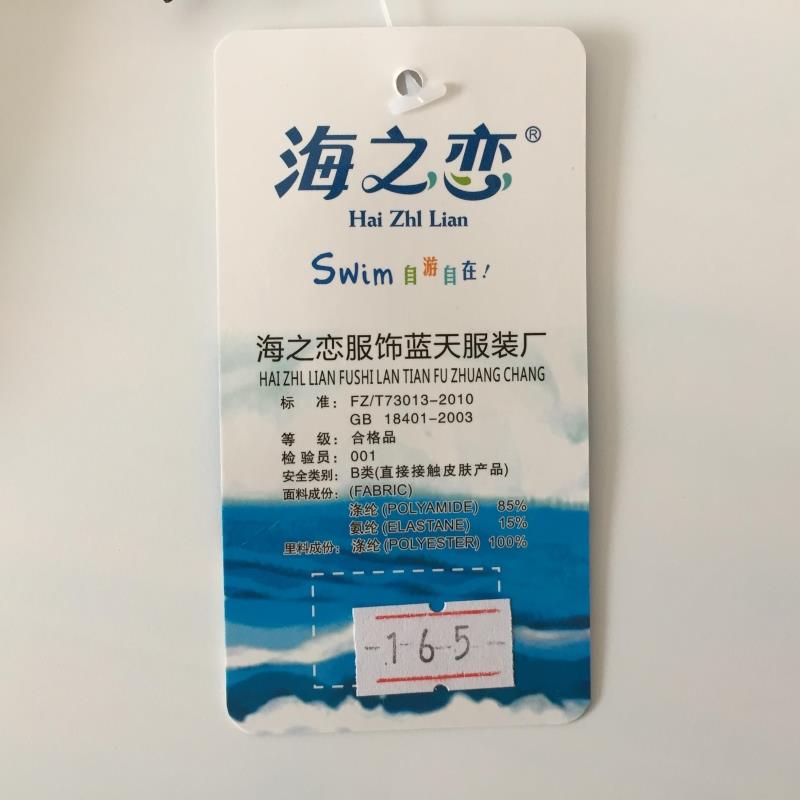 海之恋®
Hai Zhl Lian
Swim 自游自在!
海之恋服饰蓝天服装厂
HAI ZHL LIAN FUSHI LAN TIAN FU ZHUANG CHANG
标 准: FZ/T73013-2010
GB 18401-2003
等 级: 合格品
检验员: 001
安全类别: B类(直接接触皮肤产品)
面料成份: (FABRIC)
涤纶 (POLYAMIDE) 85%
氨纶 (ELASTANE) 15%
里料成份: 涤纶 (POLYESTER) 100%
165